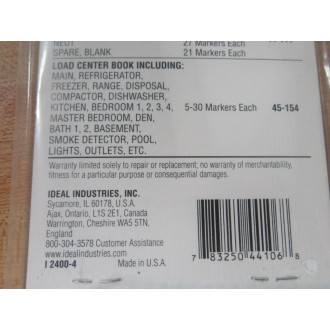 27 Markers Each
SPARE, BLANK 21 Markers Each
LOAD CENTER BOOK INCLUDING:
MAIN, REFRIGERATOR,
FREEZER, RANGE, DISPOSAL,
COMPACTOR, DISHWASHER,
KITCHEN, BEDROOM 1, 2, 3, 4, 5-30 Markers Each 45-154
MASTER BEDROOM, DEN,
BATH 1, 2, BASEMENT,
SMOKE DETECTOR, POOL,
LIGHTS, OUTLETS, ETC.
Warranty limited solely to repair or replacement; no warranty of merchantability,
fitness for a particular purpose or consequential damages.
IDEAL INDUSTRIES, INC.
Sycamore, IL 60178, U.S.A.
Ajax, Ontario, L1S 2E1, Canada
Warrington, Cheshire WA5 5TN,
England
800-304-3578 Customer Assistance
www.idealindustries.com
I 2400-4 Made in U.S.A.
7 83250 44106 8